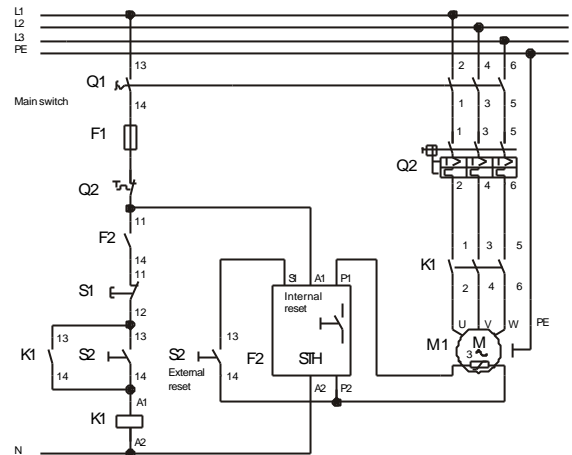 L1
L2
L3
PE
13
2 4 6
Q1
Main switch
14
1 3 5
F1
1 3 5
Q2
Q2
2 4 6
11
F2
14
S1 A1 P1
1 3 5
K1
11
S1
Internal
reset
2 4 6
12
U V W
PE
13
13
13
M1
M
3
K1
S2
S2
F2
STH
14
14
External
reset
14
A1
A2 P2
K1
A2
N